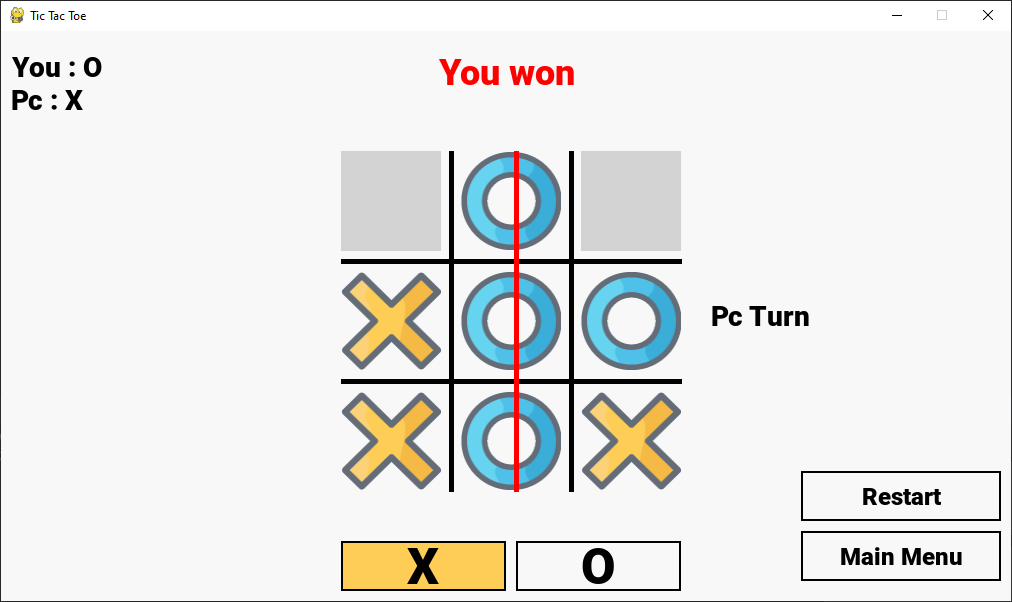 Tic Tac Toe
You : O
Pc : X
You won
Pc Turn
Restart
Main Menu
X
O